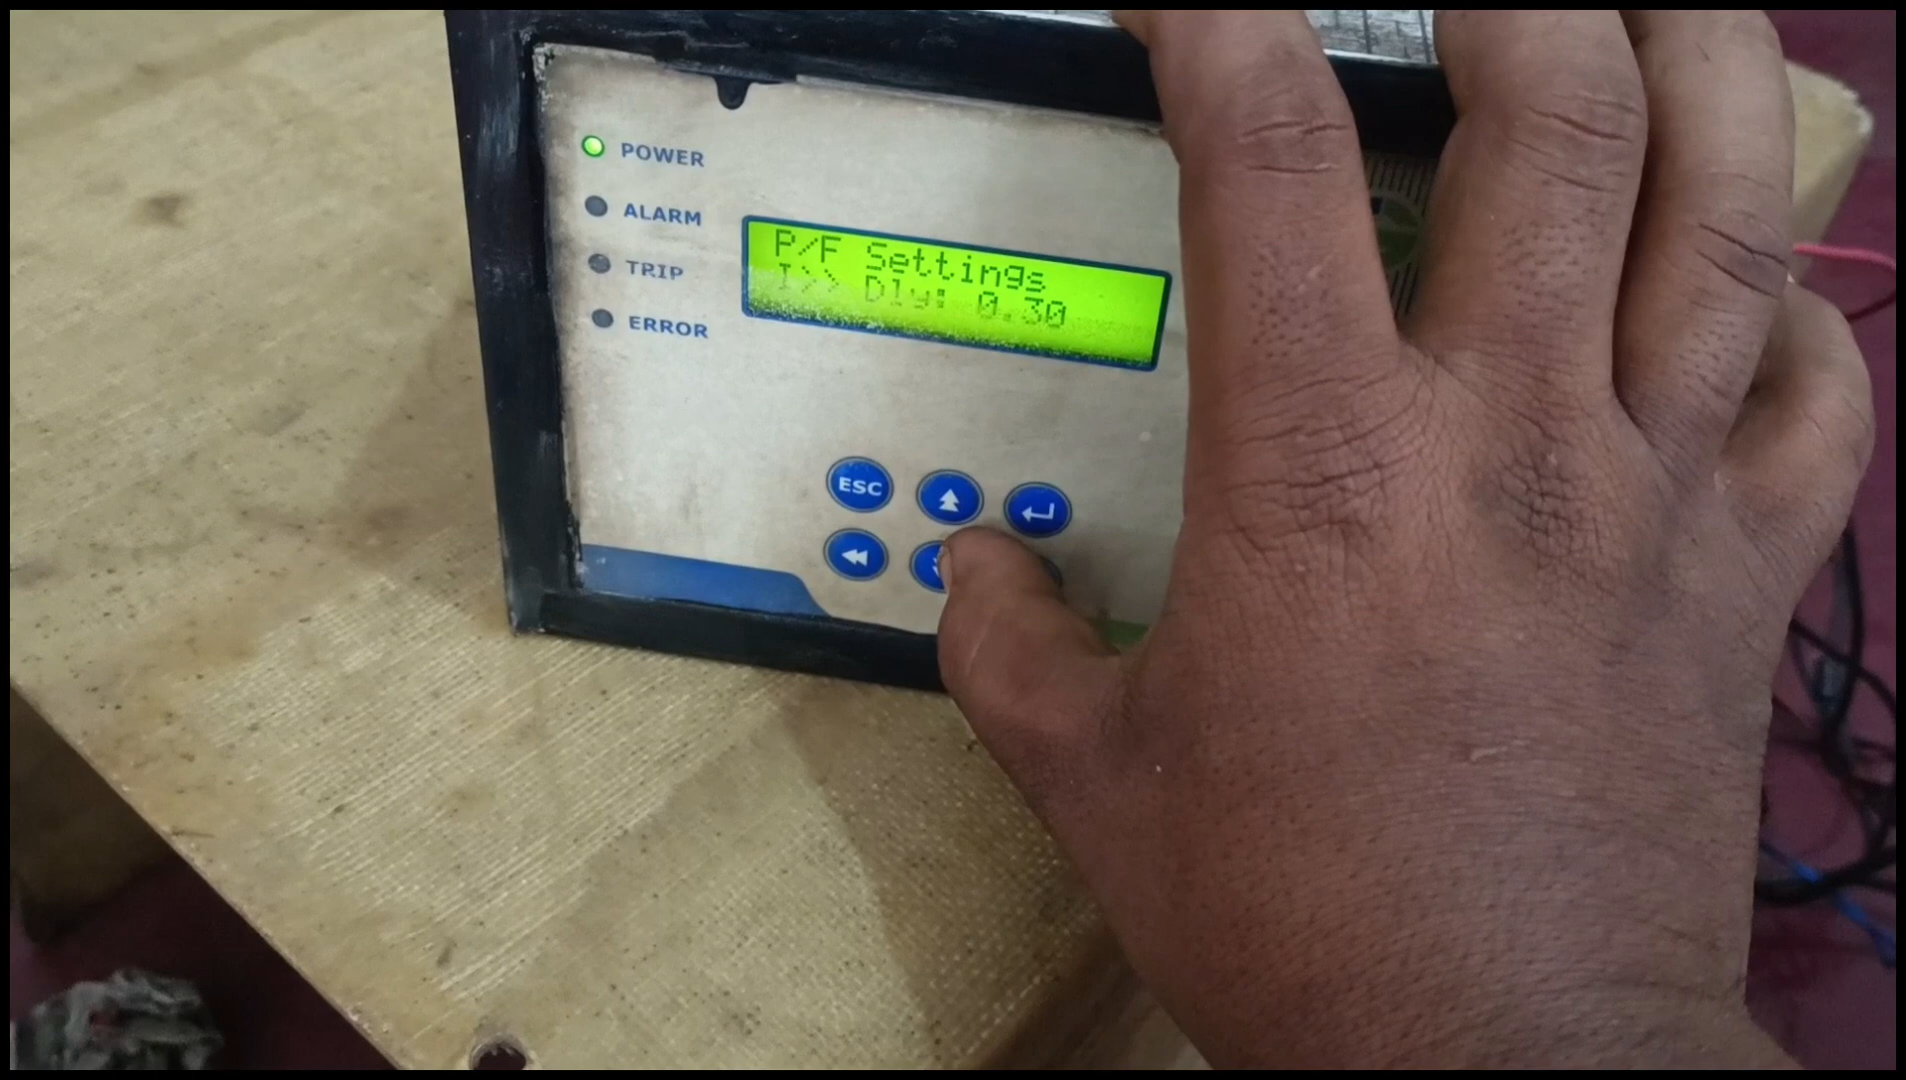 POWER
ALARM
TRIP
ERROR
P/F Settings
I>> Dly: 0.30
ESC